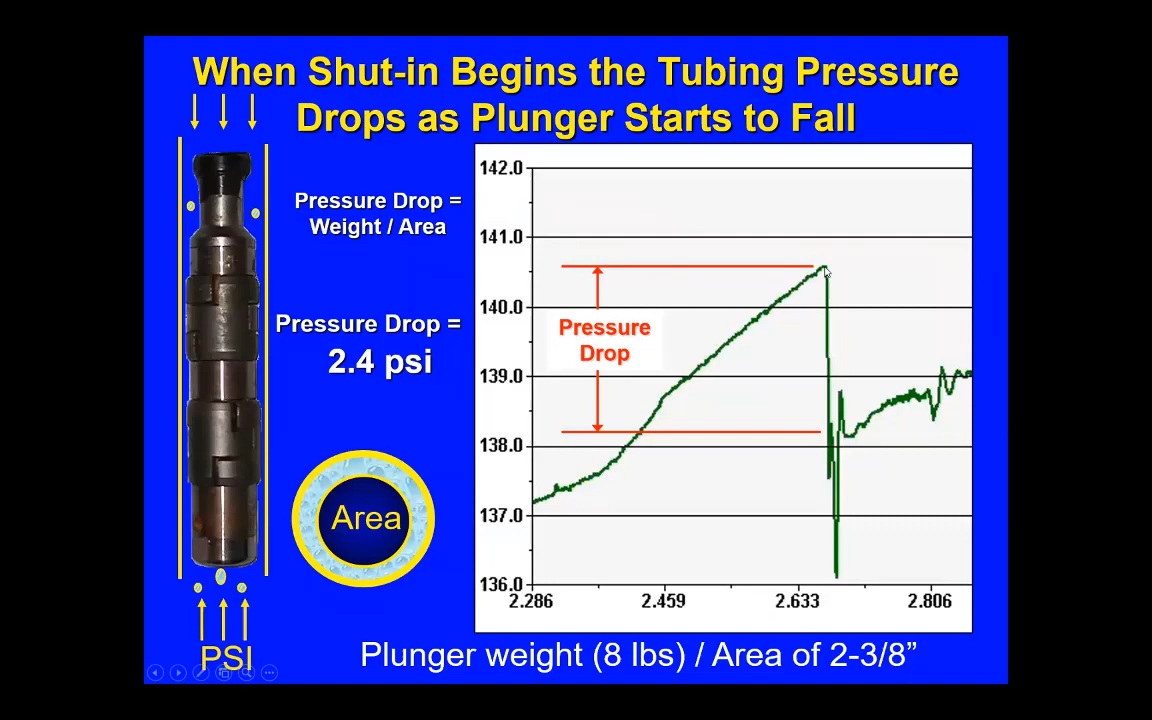 When Shut-in Begins the Tubing Pressure
Drops as Plunger Starts to Fall
Pressure Drop =
Weight / Area
Pressure Drop =
2.4 psi
Area
PSI
142.0
141.0
140.0
139.0
138.0
137.0
136.0
Pressure
Drop
2.286 2.459 2.633 2.806
Plunger weight (8 lbs) / Area of 2-3/8”